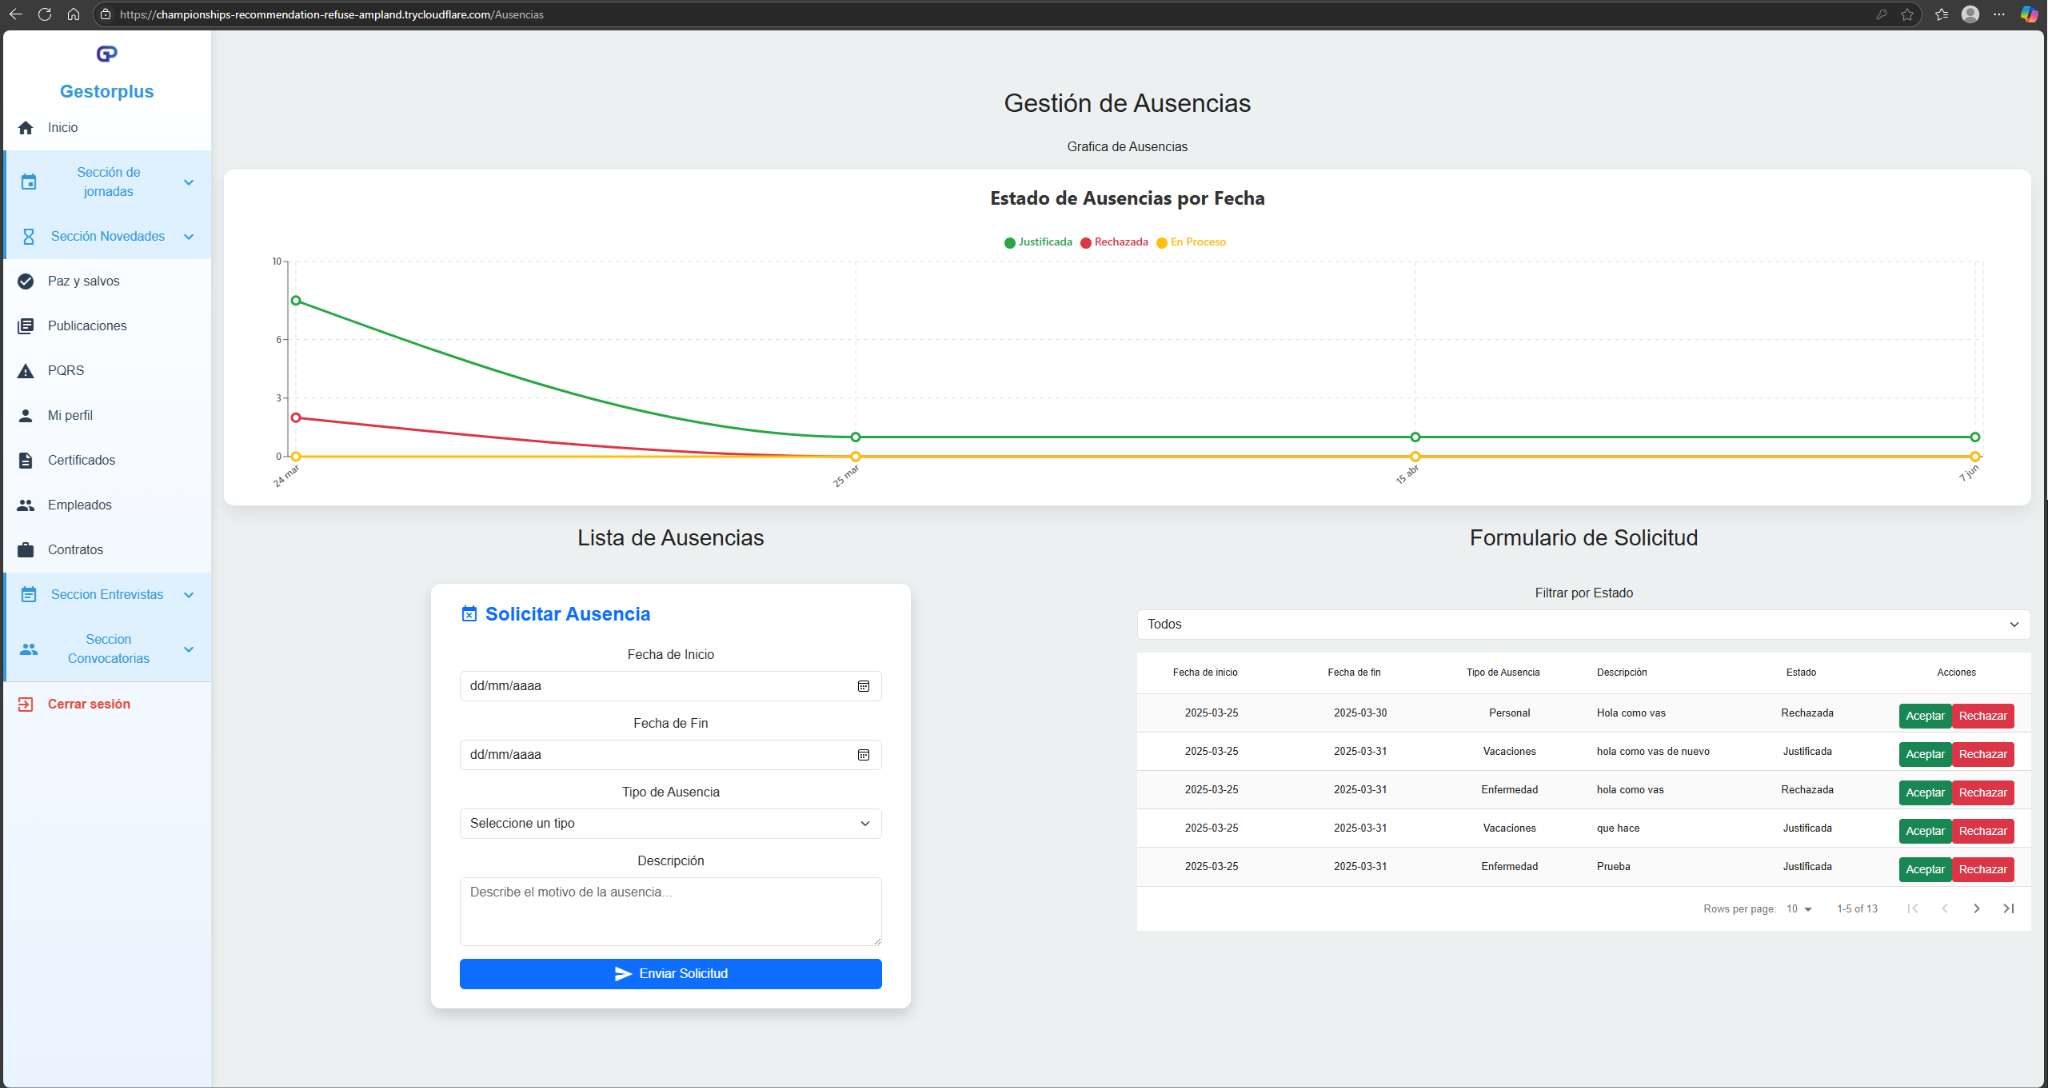 https://championships-recommendation-refuse-ampland.trycloudflare.com/Ausencias
GP
Gestorplus
Inicio
Sección de
jornadas
Sección Novedades
Paz y salvos
Publicaciones
PQRS
Mi perfil
Certificados
Empleados
Contratos
Seccion Entrevistas
Seccion
Convocatorias
Cerrar sesión
Gestión de Ausencias
Grafica de Ausencias
Estado de Ausencias por Fecha
Justificada Rechazada En Proceso
10
6
3
0
24 mar 25 mar 15 abr 7 jun
Lista de Ausencias
Solicitar Ausencia
Fecha de Inicio
dd/mm/aaaa
Fecha de Fin
dd/mm/aaaa
Tipo de Ausencia
Seleccione un tipo
Descripción
Describe el motivo de la ausencia...
Enviar Solicitud
Formulario de Solicitud
Filtrar por Estado
Todos
Fecha de inicio Fecha de fin Tipo de Ausencia Descripción Estado Acciones
2025-03-25 2025-03-30 Personal Hola como vas Rechazada Aceptar Rechazar
2025-03-25 2025-03-31 Vacaciones hola como vas de nuevo Justificada Aceptar Rechazar
2025-03-25 2025-03-31 Enfermedad hola como vas Rechazada Aceptar Rechazar
2025-03-25 2025-03-31 Vacaciones que hace Justificada Aceptar Rechazar
2025-03-25 2025-03-31 Enfermedad Prueba Justificada Aceptar Rechazar
Rows per page: 10 1-5 of 13